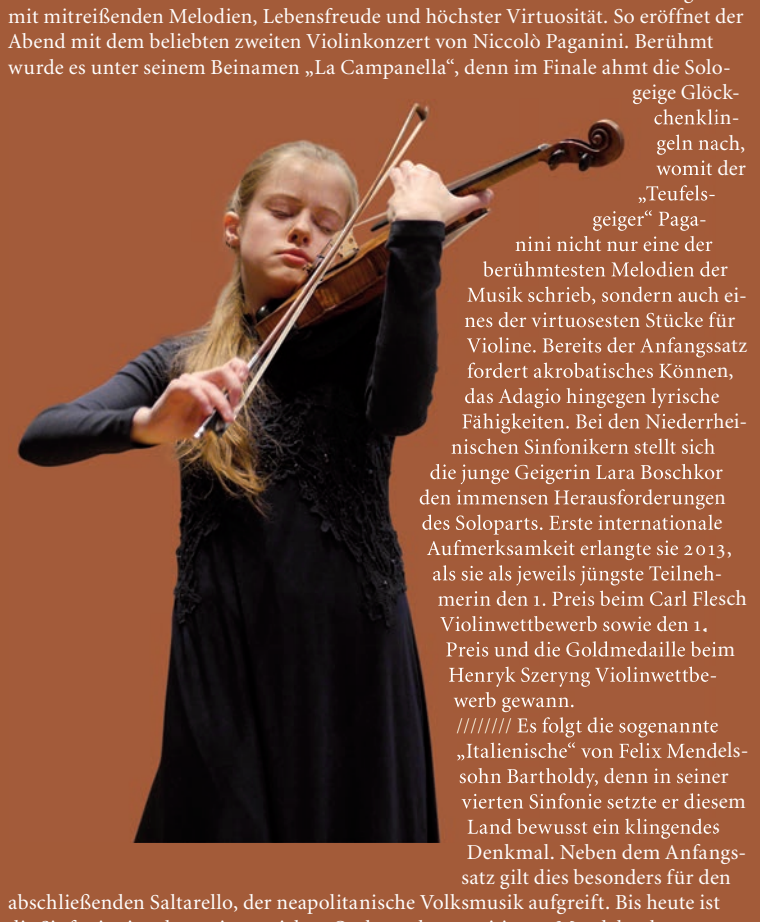 mit mitreißenden Melodien, Lebensfreude und höchster Virtuosität. So eröffnet der
Abend mit dem beliebten zweiten Violinkonzert von Niccolò Paganini. Berühmt
wurde es unter seinem Beinamen „La Campanella“, denn im Finale ahmt die Solo-
geige Glöck-
chenklin-
geln nach,
womit der
„Teufels-
geiger“ Paga-
nini nicht nur eine der
berühmtesten Melodien der
Musik schrieb, sondern auch ei-
nes der virtuosesten Stücke für
Violine. Bereits der Anfangssatz
fordert akrobatisches Können,
das Adagio hingegen lyrische
Fähigkeiten. Bei den Niederrhei-
nischen Sinfonikern stellt sich
die junge Geigerin Lara Boschkor
den immensen Herausforderungen
des Soloparts. Erste internationale
Aufmerksamkeit erlangte sie 2013,
als sie als jeweils jüngste Teilneh-
merin den 1. Preis beim Carl Flesch
Violinwettbewerb sowie den 1.
Preis und die Goldmedaille beim
Henryk Szeryng Violinwettbe-
werb gewann.
//////// Es folgt die sogenannte
„Italienische“ von Felix Mendels-
sohn Bartholdy, denn in seiner
vierten Sinfonie setzte er diesem
Land bewusst ein klingendes
Denkmal. Neben dem Anfangs-
satz gilt dies besonders für den
abschließenden Saltarello, der neapolitanische Volksmusik aufgreift. Bis heute ist